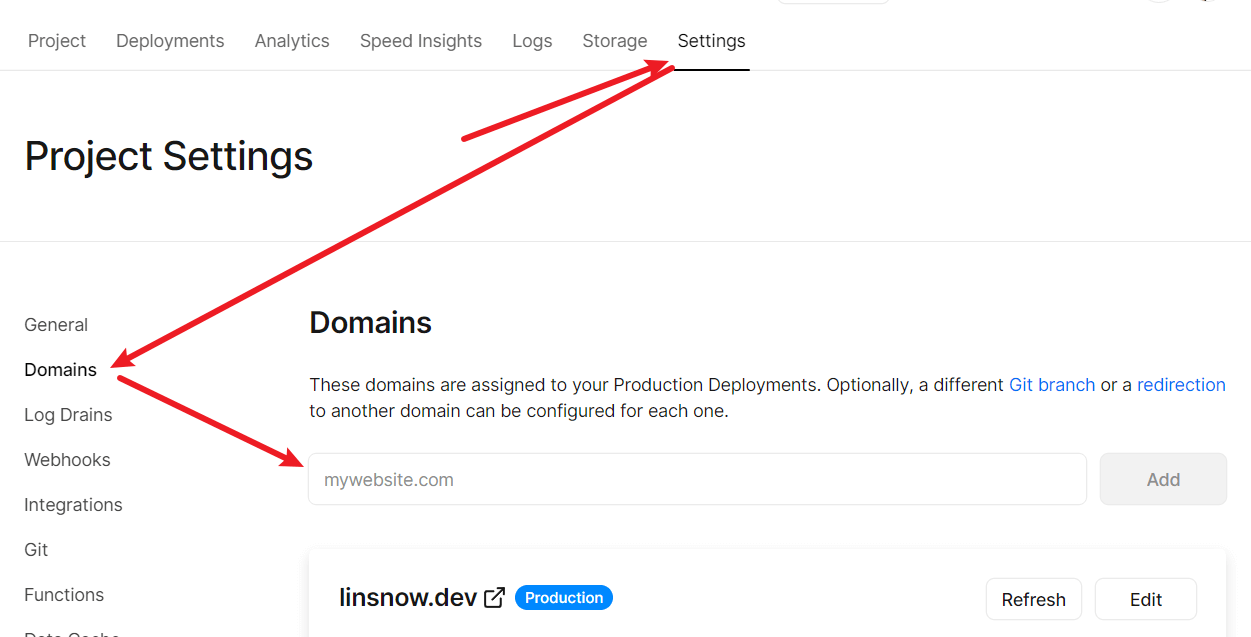 Project Deployments Analytics Speed Insights Logs Storage Settings
Project Settings
General
Domains
Log Drains
Webhooks
Integrations
Git
Functions
Data Cache
Domains
These domains are assigned to your Production Deployments. Optionally, a different Git branch or a redirection
to another domain can be configured for each one.
mywebsite.com Add
linsnow.dev Production Refresh Edit